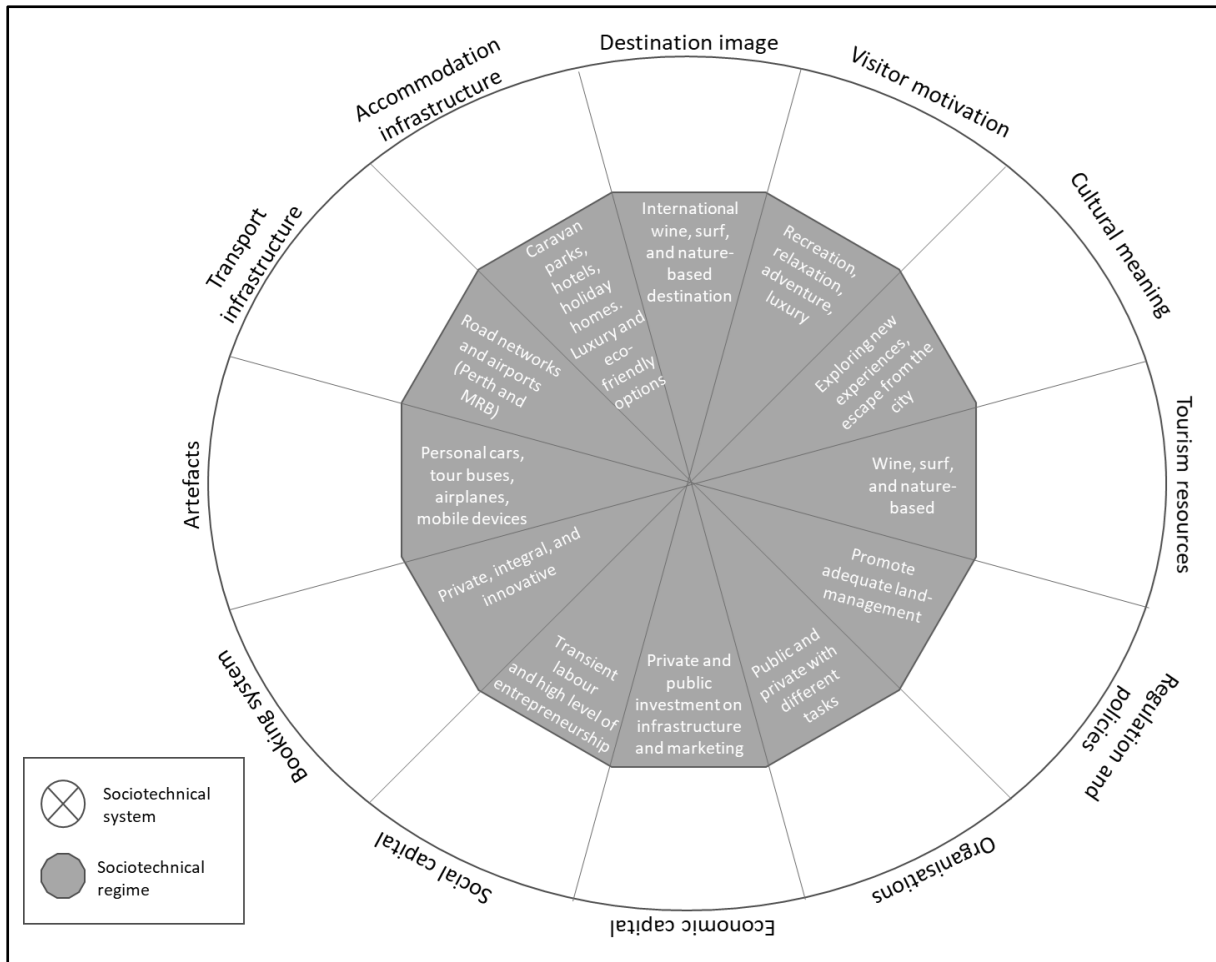 Destination image
Visitor motivation
Cultural meaning
Tourism resources
Regulation and
policies
Organisations
Economic capital
Social capital
Booking system
Artefacts
Transport
infrastructure
Accommodation
infrastructure
International
wine, surf,
and nature-
based
destination
Recreation,
relaxation,
adventure,
luxury
Exploring new
experiences,
escape from the
city
Wine, surf,
and nature-
based
Promote
adequate land-
management
Public and
private with
different
tasks
Private and
public
investment on
infrastructure
and marketing
Transient
labour
and high level of
entrepreneurship
Private, integral, and
innovative
Personal cars,
tour buses,
airplanes,
mobile devices
Road networks
and airports
(Perth and
MRB)
Caravan
parks,
hotels,
holiday
homes.
Luxury and
eco-
friendly
options
Sociotechnical
system
Sociotechnical
regime